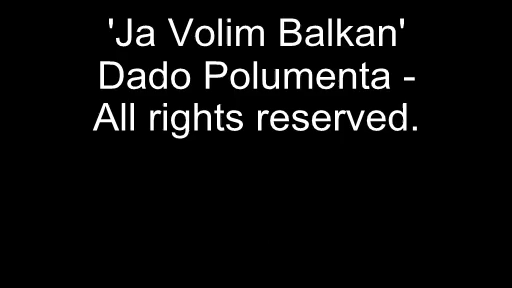 'Ja Volim Balkan'
Dado Polumenta -
All rights reserved.